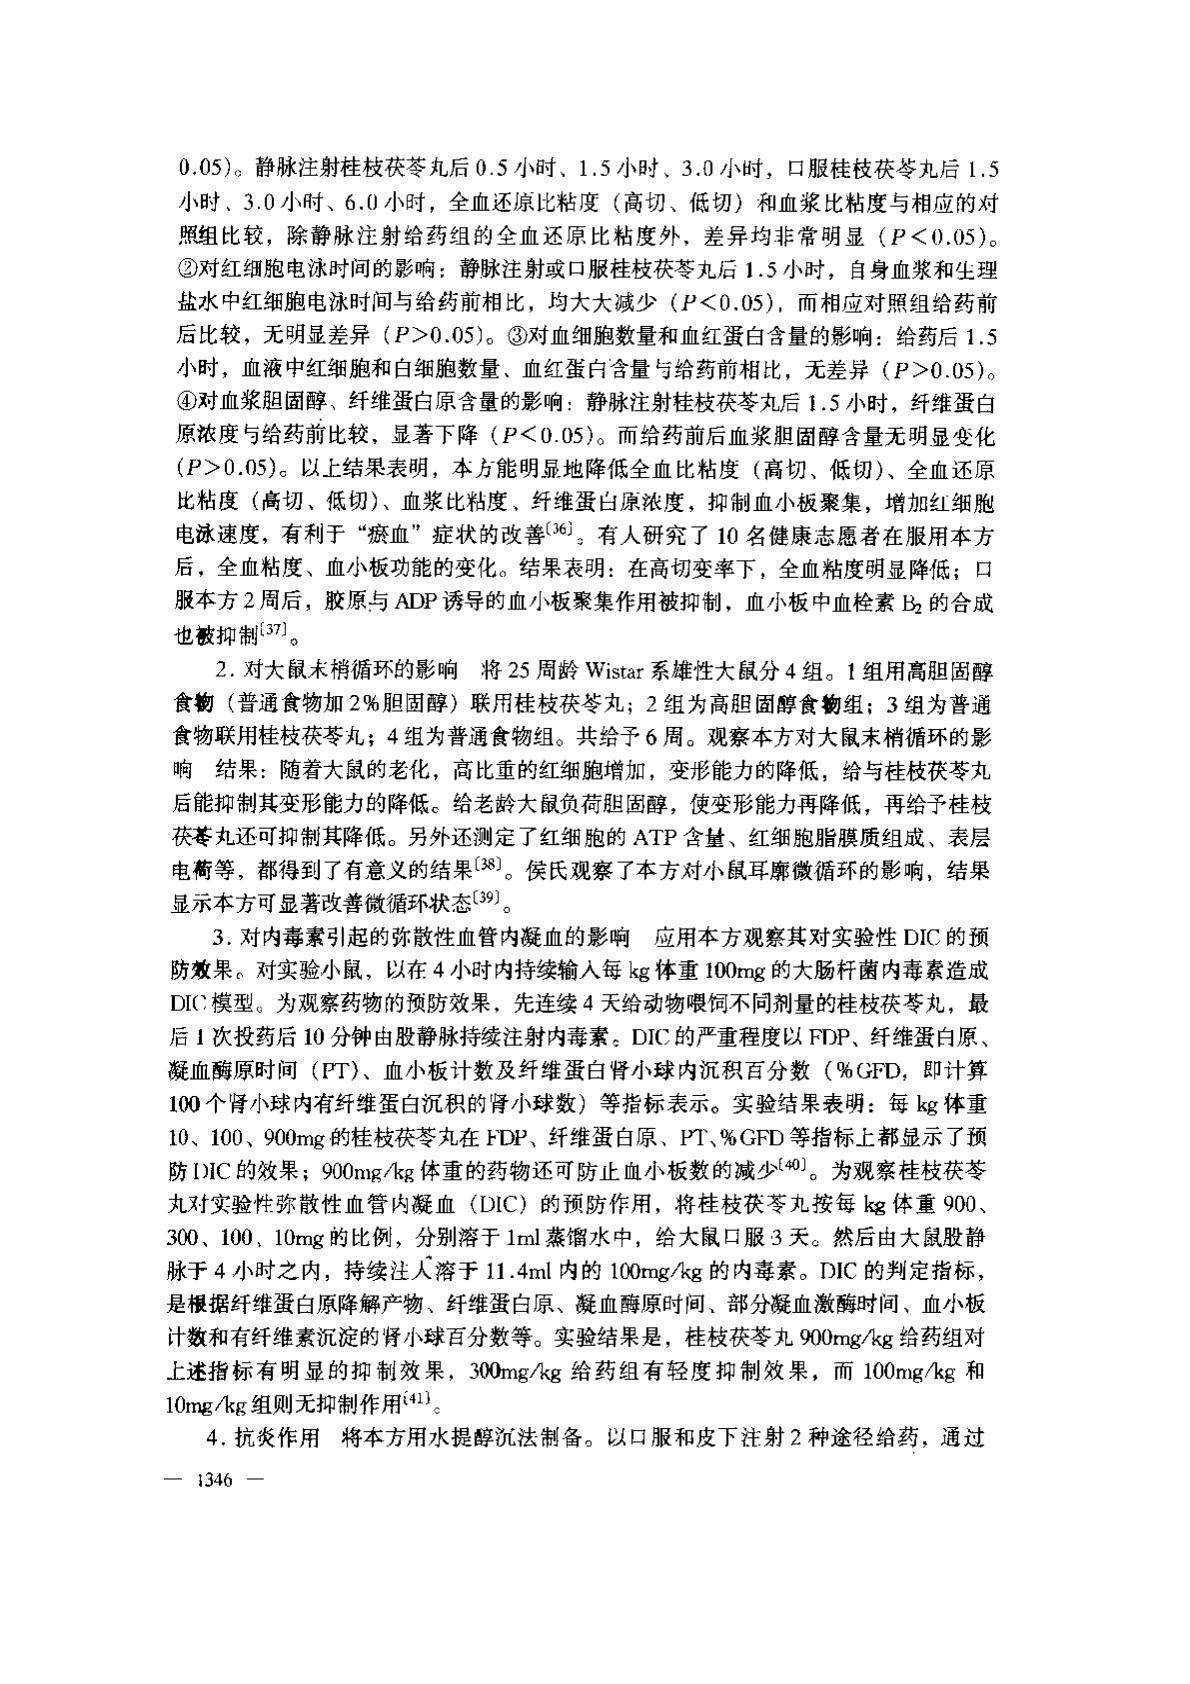 0.05)。静脉注射桂枝茯苓丸后 0.5 小时、1.5 小时、3.0 小时，口服桂枝茯苓丸后 1.5
小时、3.0 小时、6.0 小时，全血还原比粘度（高切、低切）和血浆比粘度与相应的对
照组比较，除静脉注射给药组的全血还原比粘度外，差异均非常明显（P＜0.05）。
②对红细胞电泳时间的影响：静脉注射或口服桂枝茯苓丸后 1.5 小时，自身血浆和生理
盐水中红细胞电泳时间与给药前相比，均大大减少（P＜0.05），而相应对照组给药前
后比较，无明显差异（P＞0.05）。③对血细胞数量和血红蛋白含量的影响：给药后 1.5
小时，血液中红细胞和白细胞数量、血红蛋白含量与给药前相比，无差异（P＞0.05）。
④对血浆胆固醇、纤维蛋白原含量的影响：静脉注射桂枝茯苓丸后 1.5 小时，纤维蛋白
原浓度与给药前比较，显著下降（P＜0.05）。而给药前后血浆胆固醇含量无明显变化
（P＞0.05）。以上结果表明，本方能明显地降低全血比粘度（高切、低切）、全血还原
比粘度（高切、低切）、血浆比粘度、纤维蛋白原浓度，抑制血小板聚集，增加红细胞
电泳速度，有利于“瘀血”症状的改善〔36〕。有人研究了 10 名健康志愿者在服用本方
后，全血粘度、血小板功能的变化。结果表明：在高切变率下，全血粘度明显降低；口
服本方 2 周后，胶原与 ADP 诱导的血小板聚集作用被抑制，血小板中血栓素 B₂ 的合成
也被抑制〔37〕。
2. 对大鼠末梢循环的影响　将 25 周龄 Wistar 系雄性大鼠分 4 组。1 组用高胆固醇
食物（普通食物加 2%胆固醇）联用桂枝茯苓丸；2 组为高胆固醇食物组；3 组为普通
食物联用桂枝茯苓丸；4 组为普通食物组。共给予 6 周。观察本方对大鼠末梢循环的影
响　结果：随着大鼠的老化，高比重的红细胞增加，变形能力的降低，给与桂枝茯苓丸
后能抑制其变形能力的降低。给老龄大鼠负荷胆固醇，使变形能力再降低，再给予桂枝
茯苓丸还可抑制其降低。另外还测定了红细胞的 ATP 含量、红细胞脂膜质组成、表层
电荷等，都得到了有意义的结果〔38〕。侯氏观察了本方对小鼠耳廓微循环的影响，结果
显示本方可显著改善微循环状态〔39〕。
3. 对内毒素引起的弥散性血管内凝血的影响　应用本方观察其对实验性 DIC 的预
防效果。对实验小鼠，以在 4 小时内持续输入每 kg 体重 100mg 的大肠杆菌内毒素造成
DIC 模型。为观察药物的预防效果，先连续 4 天给动物喂饲不同剂量的桂枝茯苓丸，最
后 1 次投药后 10 分钟由股静脉持续注射内毒素。DIC 的严重程度以 FDP、纤维蛋白原、
凝血酶原时间（PT）、血小板计数及纤维蛋白肾小球内沉积百分数（%GFD，即计算
100 个肾小球内有纤维蛋白沉积的肾小球数）等指标表示。实验结果表明：每 kg 体重
10、100、900mg 的桂枝茯苓丸在 FDP、纤维蛋白原、PT、%GFD 等指标上都显示了预
防 DIC 的效果；900mg/kg 体重的药物还可防止血小板数的减少〔40〕。为观察桂枝茯苓
丸对实验性弥散性血管内凝血（DIC）的预防作用，将桂枝茯苓丸按每 kg 体重 900、
300、100、10mg 的比例，分别溶于 1ml 蒸馏水中，给大鼠口服 3 天。然后由大鼠股静
脉于 4 小时之内，持续注入溶于 11.4ml 内的 100mg/kg 的内毒素。DIC 的判定指标，
是根据纤维蛋白原降解产物、纤维蛋白原、凝血酶原时间、部分凝血激酶时间、血小板
计数和有纤维素沉淀的肾小球百分数等。实验结果是，桂枝茯苓丸 900mg/kg 给药组对
上述指标有明显的抑制效果，300mg/kg 给药组有轻度抑制效果，而 100mg/kg 和
10mg/kg 组则无抑制作用〔41〕。
4. 抗炎作用　将本方用水提醇沉法制备。以口服和皮下注射 2 种途径给药，通过
— 1346 —